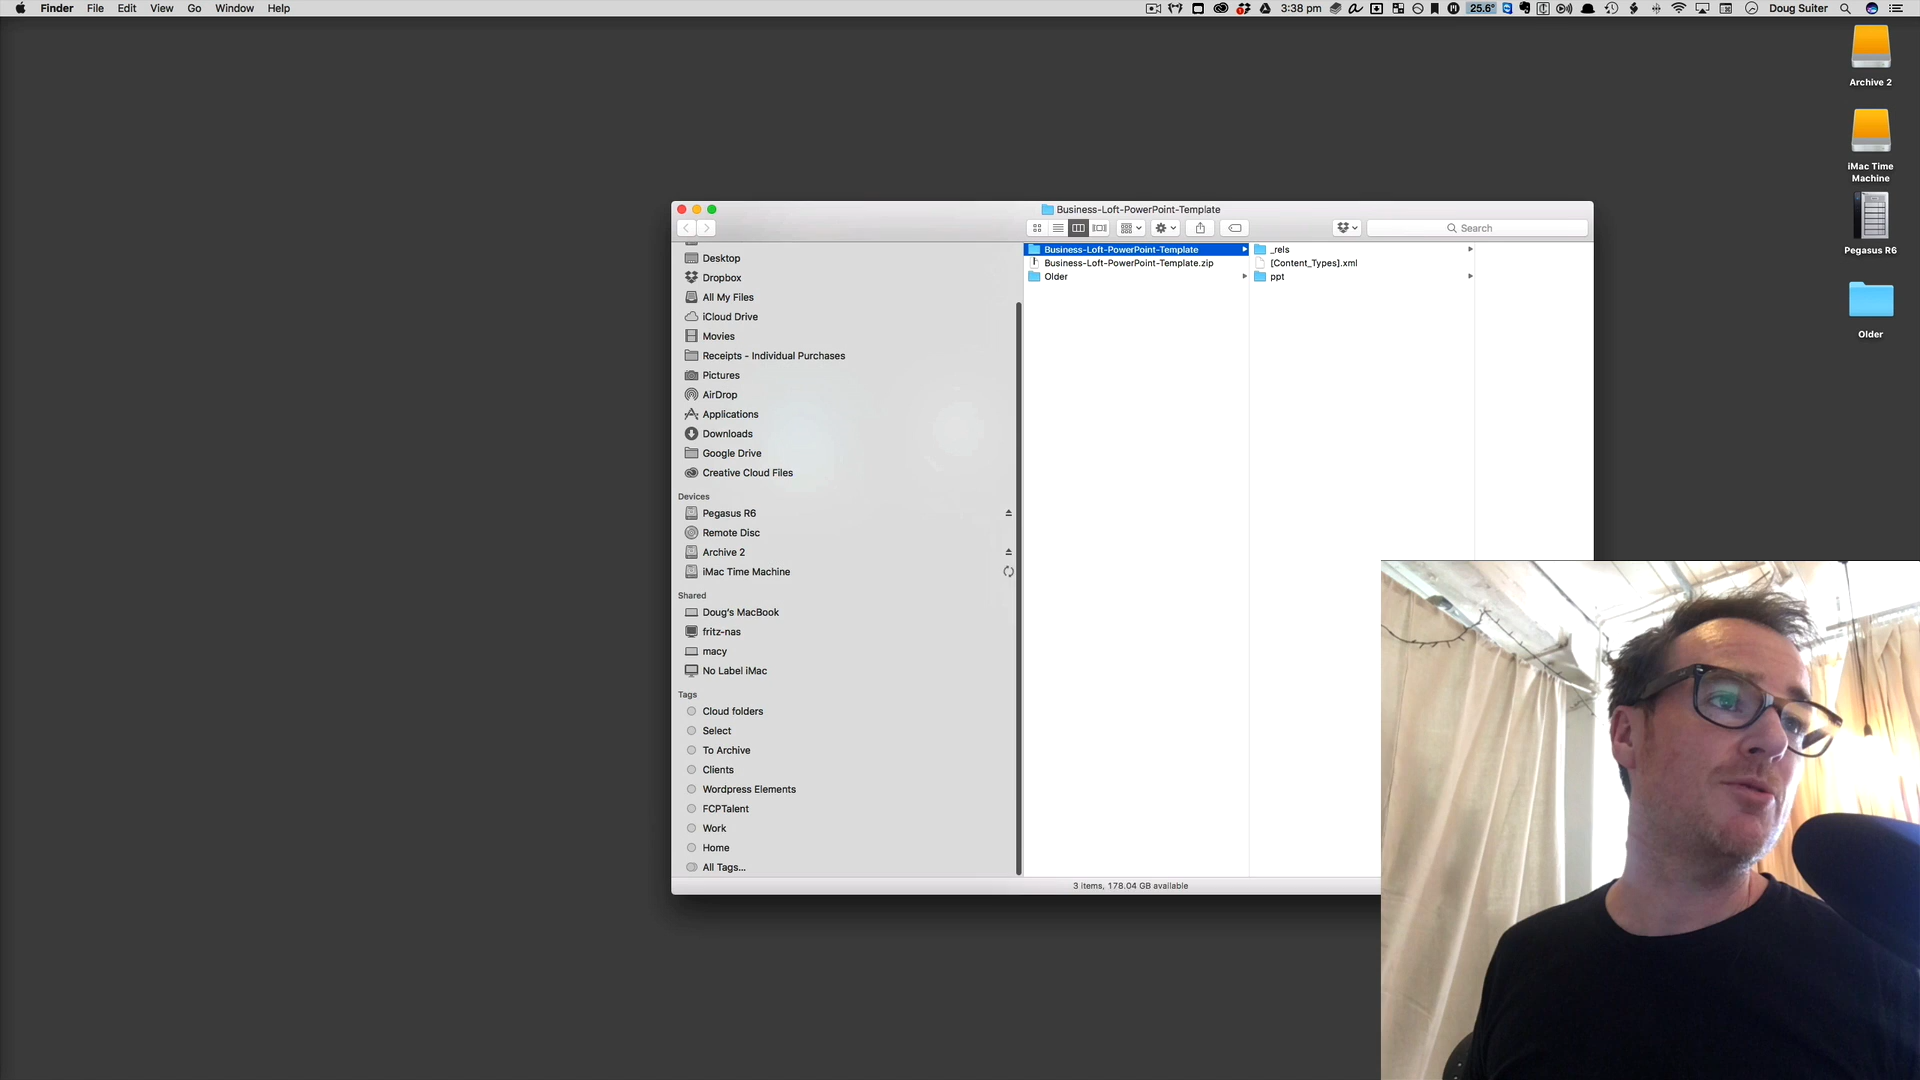 Finder File Edit View Go Window Help 3:38 pm 25.6° Doug Suiter
Archive 2
iMac Time
Machine
Pegasus R6
Older
Business-Loft-PowerPoint-Template
Search
Desktop
Dropbox
All My Files
iCloud Drive
Movies
Receipts - Individual Purchases
Pictures
AirDrop
Applications
Downloads
Google Drive
Creative Cloud Files
Devices
Pegasus R6
Remote Disc
Archive 2
iMac Time Machine
Shared
Doug's MacBook
fritz-nas
macy
No Label iMac
Tags
Cloud folders
Select
To Archive
Clients
Wordpress Elements
FCPTalent
Work
Home
All Tags...
Business-Loft-PowerPoint-Template
Business-Loft-PowerPoint-Template.zip
Older
_rels
[Content_Types].xml
ppt
3 items, 178.04 GB available